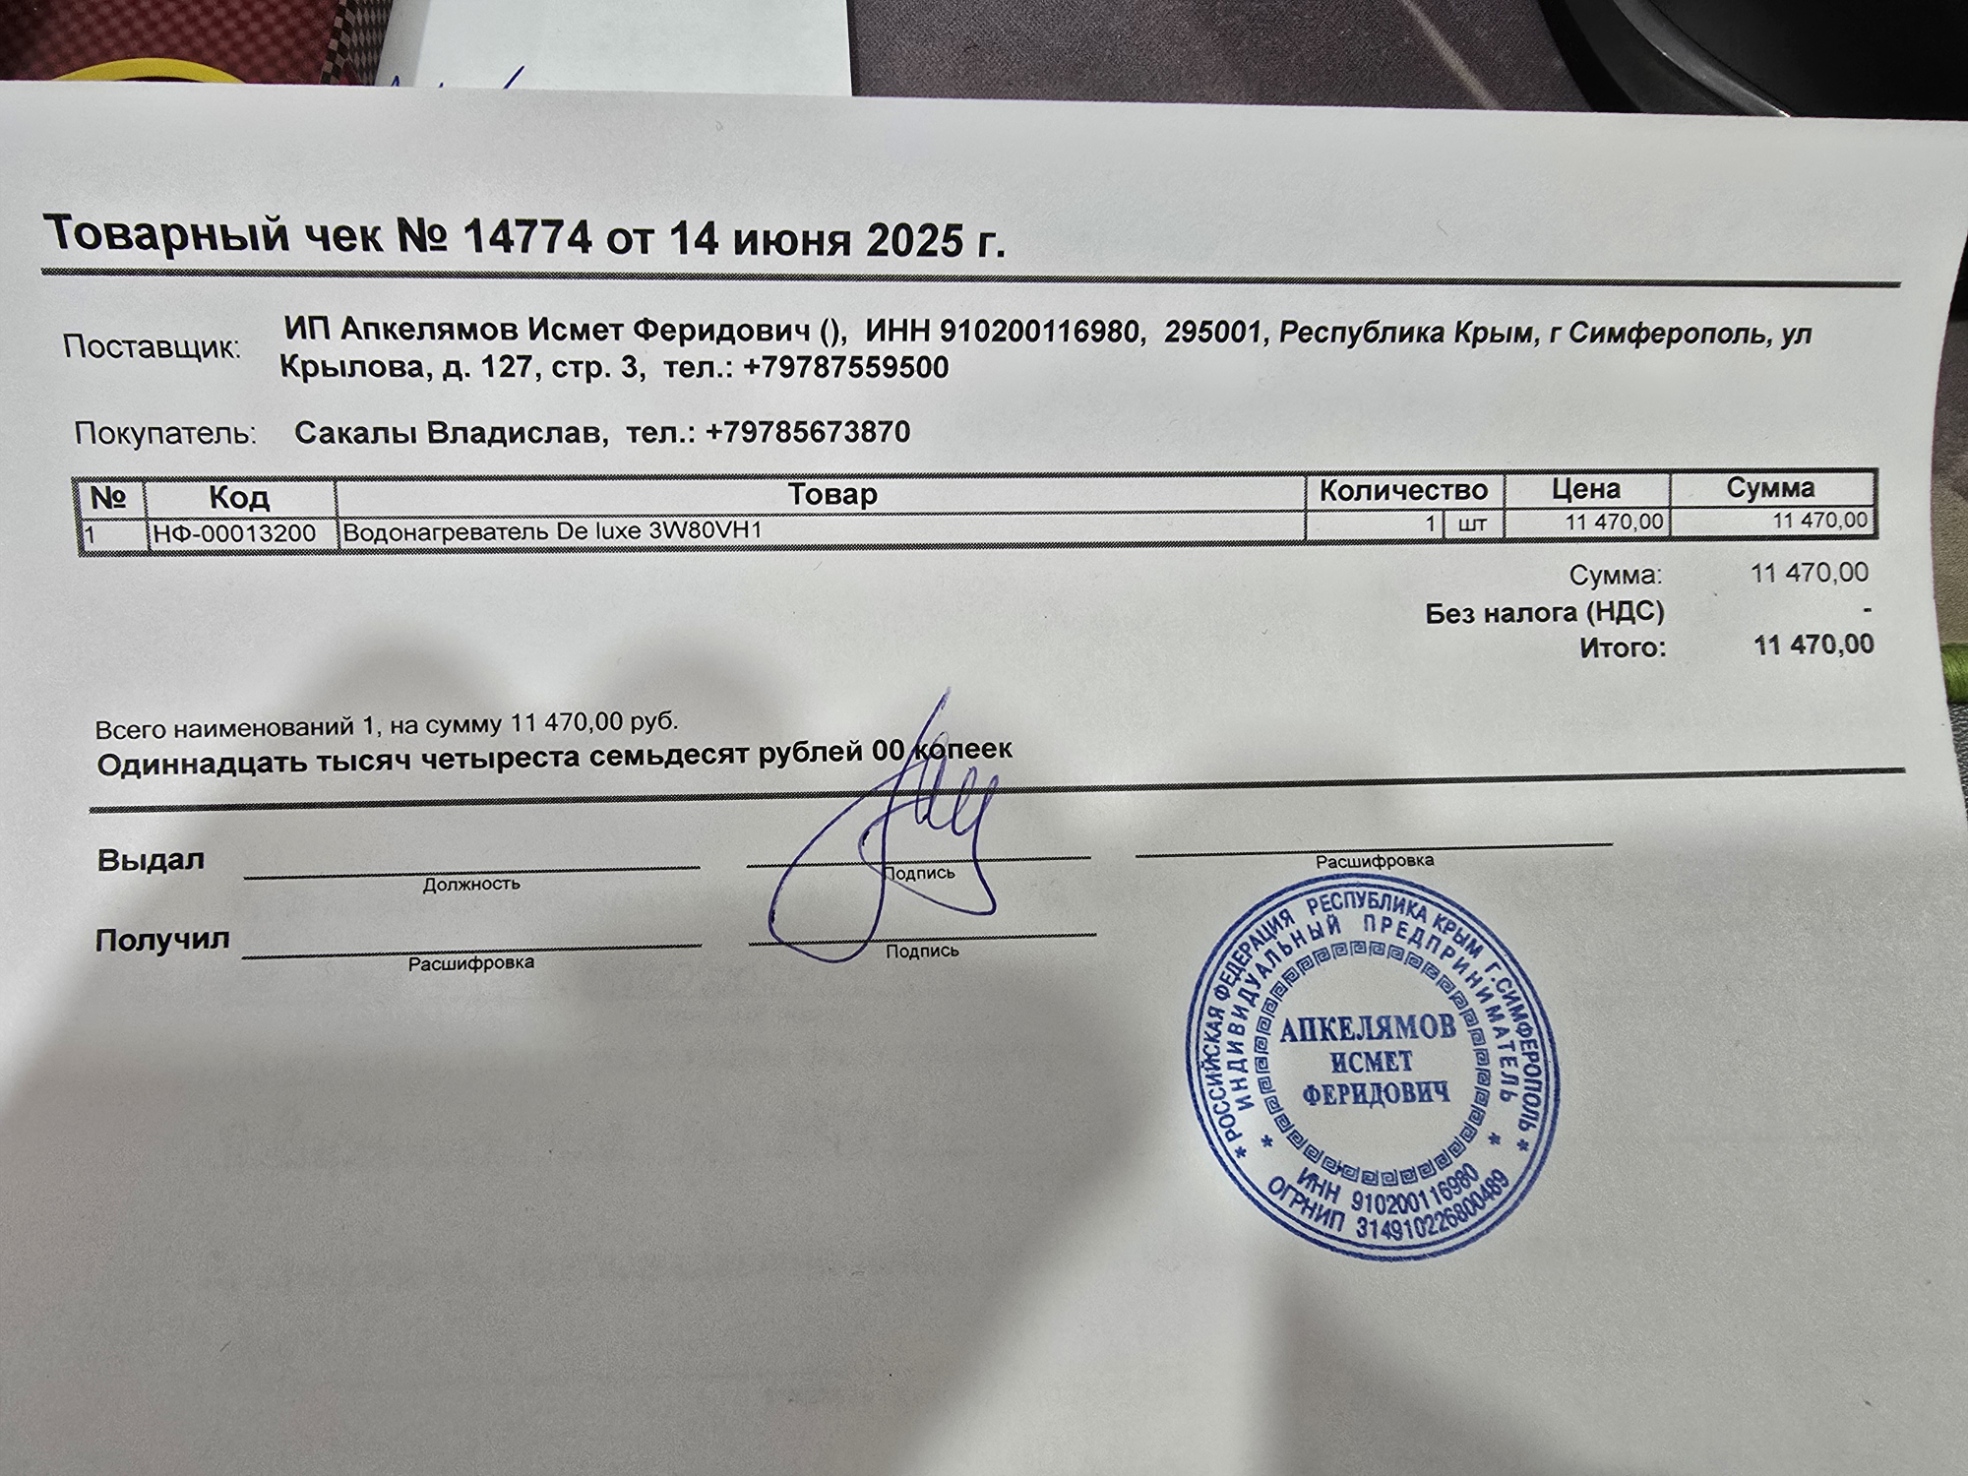 Товарный чек № 14774 от 14 июня 2025 г.
Поставщик: ИП Апкелямов Исмет Феридович (), ИНН 910200116980, 295001, Республика Крым, г Симферополь, ул
Крылова, д. 127, стр. 3, тел.: +79787559500
Покупатель: Сакалы Владислав, тел.: +79785673870
№ Код Товар Количество Цена Сумма
1 НФ-00013200 Водонагреватель De luxe 3W80VH1 1 шт 11 470,00 11 470,00
Сумма: 11 470,00
Без налога (НДС) -
Итого: 11 470,00
Всего наименований 1, на сумму 11 470,00 руб.
Одиннадцать тысяч четыреста семьдесят рублей 00 копеек
Выдал
Должность Подпись Расшифровка
Получил
Расшифровка Подпись
* РОССИЙСКАЯ ФЕДЕРАЦИЯ РЕСПУБЛИКА КРЫМ Г.СИМФЕРОПОЛЬ *
* ИНДИВИДУАЛЬНЫЙ ПРЕДПРИНИМАТЕЛЬ *
АПКЕЛЯМОВ
ИСМЕТ
ФЕРИДОВИЧ
ИНН 910200116980
ОГРНИП 314910226800489